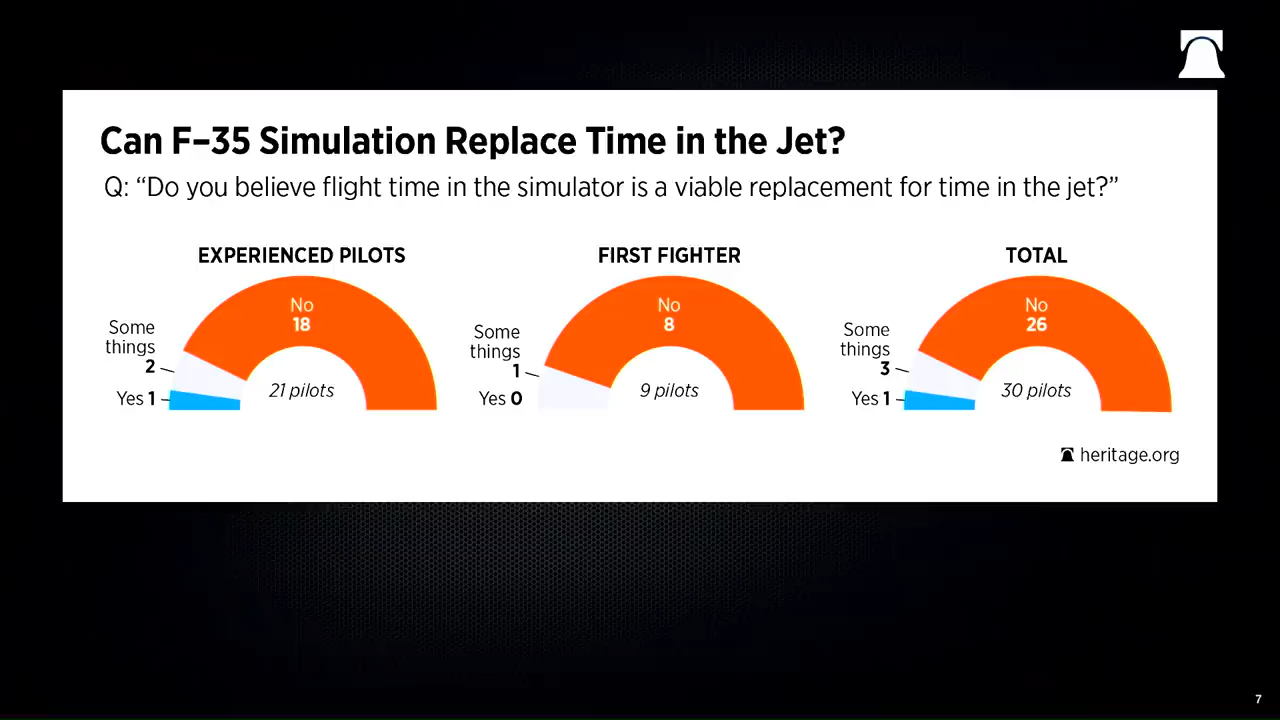 Can F–35 Simulation Replace Time in the Jet?
Q: “Do you believe flight time in the simulator is a viable replacement for time in the jet?”
EXPERIENCED PILOTS
No
18
Some
things
2
Yes 1
21 pilots
FIRST FIGHTER
No
8
Some
things
1
Yes 0
9 pilots
TOTAL
No
26
Some
things
3
Yes 1
30 pilots
heritage.org
7